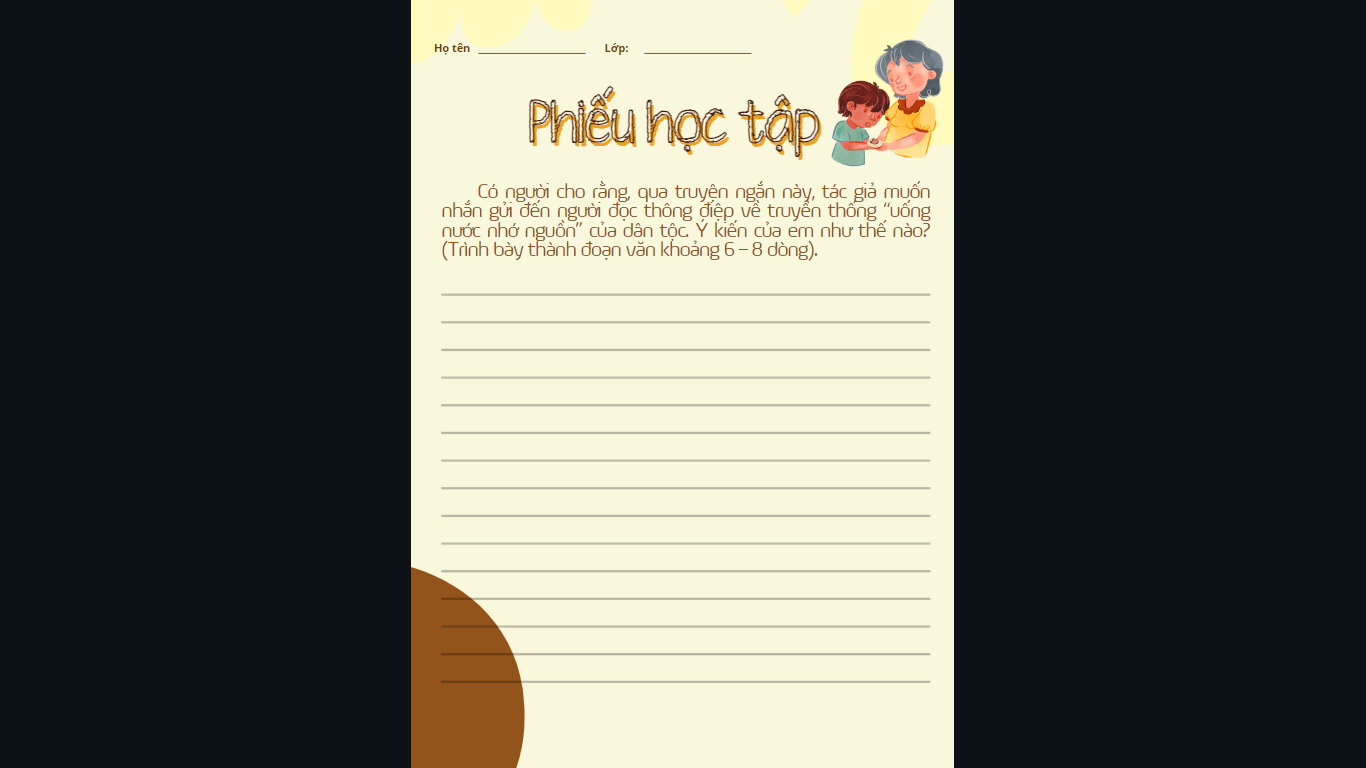 Họ tên Lớp:
Phiếu học tập
Có người cho rằng, qua truyện ngắn này, tác giả muốn
nhắn gửi đến người đọc thông điệp về truyền thống “uống
nước nhớ nguồn” của dân tộc. Ý kiến của em như thế nào?
(Trình bày thành đoạn văn khoảng 6 – 8 dòng).